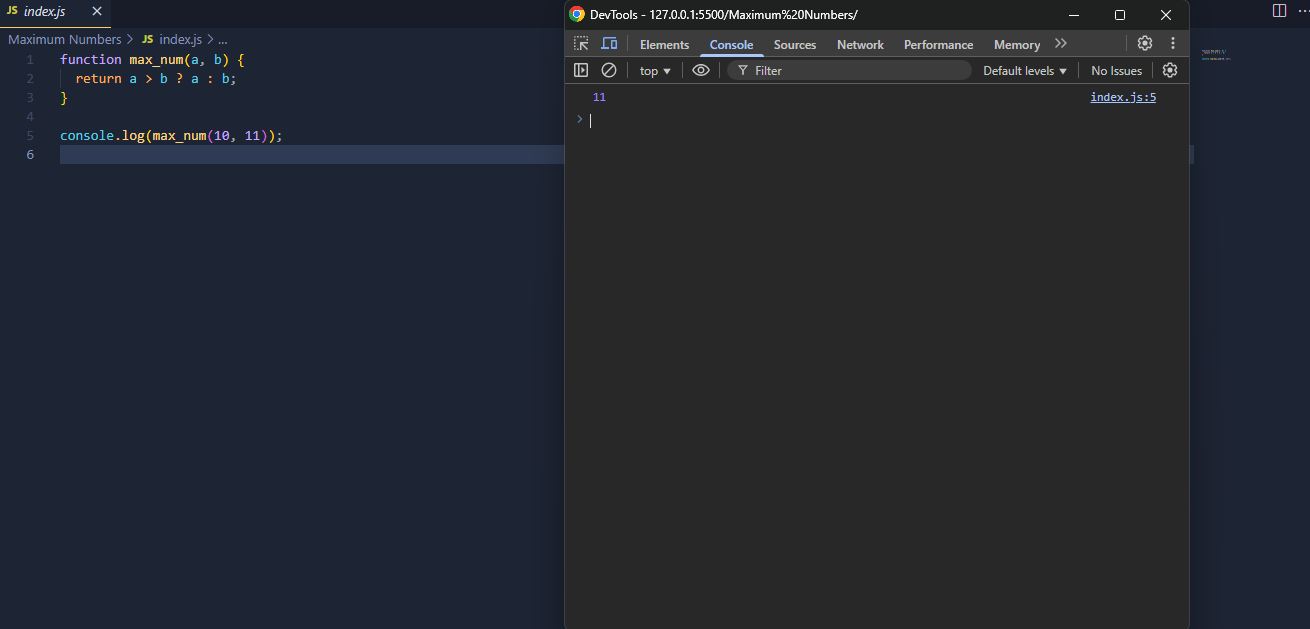 JS index.js
Maximum Numbers > JS index.js > ...
1 function max_num(a, b) {
2 return a > b ? a : b;
3 }
4
5 console.log(max_num(10, 11));
6
DevTools - 127.0.0.1:5500/Maximum%20Numbers/
Elements Console Sources Network Performance Memory
top Filter Default levels No Issues
11 index.js:5